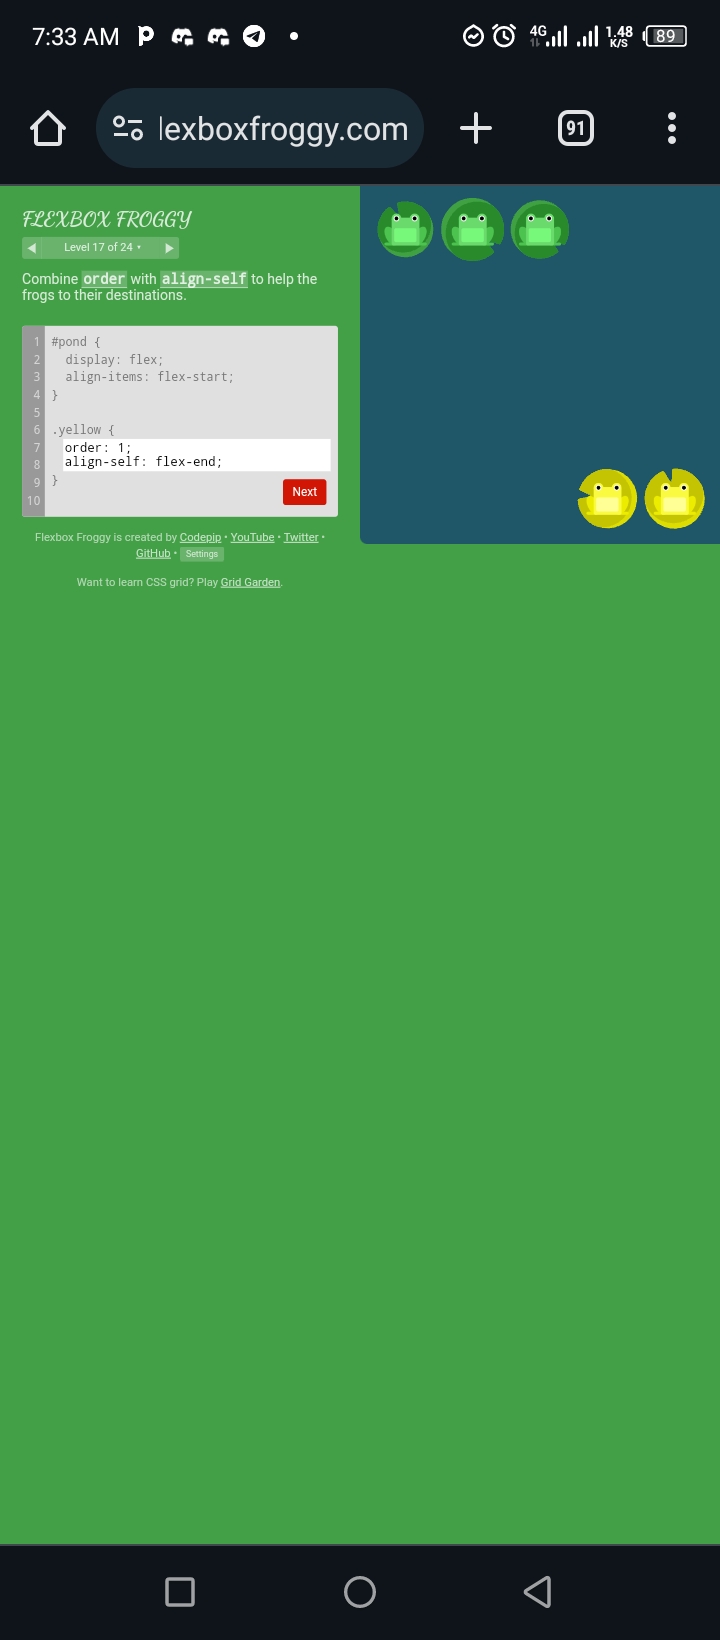 7:33 AM
4G
1.48
K/S
89
lexboxfroggy.com
91
FLEXBOX FROGGY
Level 17 of 24
Combine order with align-self to help the
frogs to their destinations.
1 #pond {
2 display: flex;
3 align-items: flex-start;
4 }
5
6 .yellow {
7 order: 1;
8 align-self: flex-end;
9 }
10
Next
Flexbox Froggy is created by Codepip • YouTube • Twitter •
GitHub • Settings
Want to learn CSS grid? Play Grid Garden.